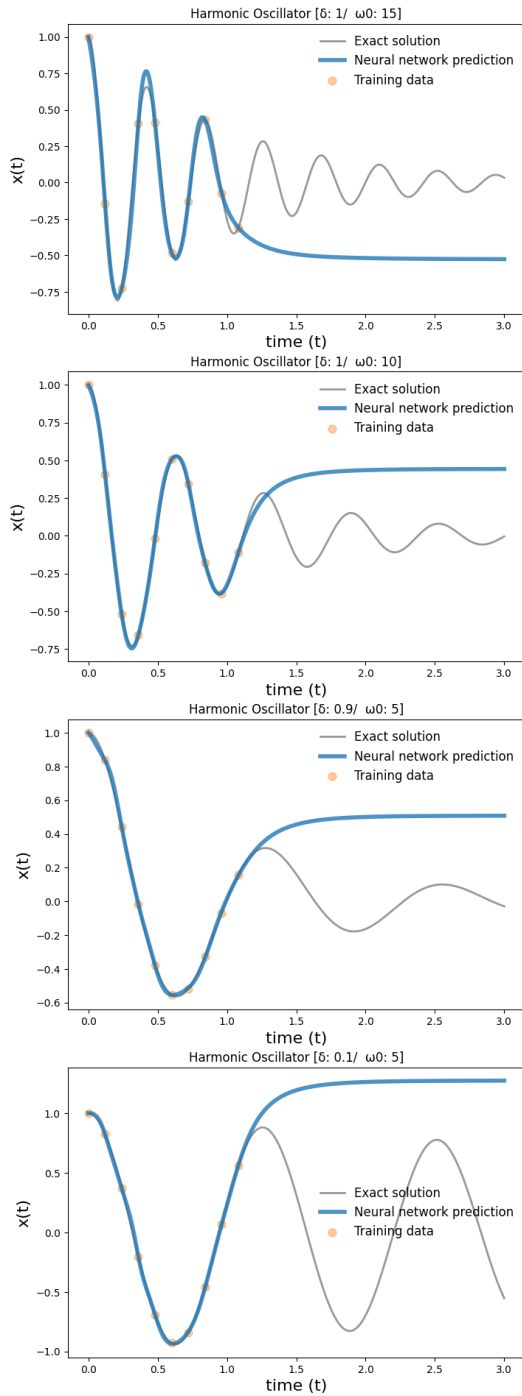 Harmonic Oscillator [δ: 1/  ω0: 15]
Exact solution
Neural network prediction
Training data
1.00
0.75
0.50
0.25
0.00
−0.25
−0.50
−0.75
x(t)
0.0 0.5 1.0 1.5 2.0 2.5 3.0
time (t)
Harmonic Oscillator [δ: 1/  ω0: 10]
Exact solution
Neural network prediction
Training data
1.00
0.75
0.50
0.25
0.00
−0.25
−0.50
−0.75
x(t)
0.0 0.5 1.0 1.5 2.0 2.5 3.0
time (t)
Harmonic Oscillator [δ: 0.9/  ω0: 5]
Exact solution
Neural network prediction
Training data
1.0
0.8
0.6
0.4
0.2
0.0
−0.2
−0.4
−0.6
x(t)
0.0 0.5 1.0 1.5 2.0 2.5 3.0
time (t)
Harmonic Oscillator [δ: 0.1/  ω0: 5]
Exact solution
Neural network prediction
Training data
1.0
0.5
0.0
−0.5
−1.0
x(t)
0.0 0.5 1.0 1.5 2.0 2.5 3.0
time (t)